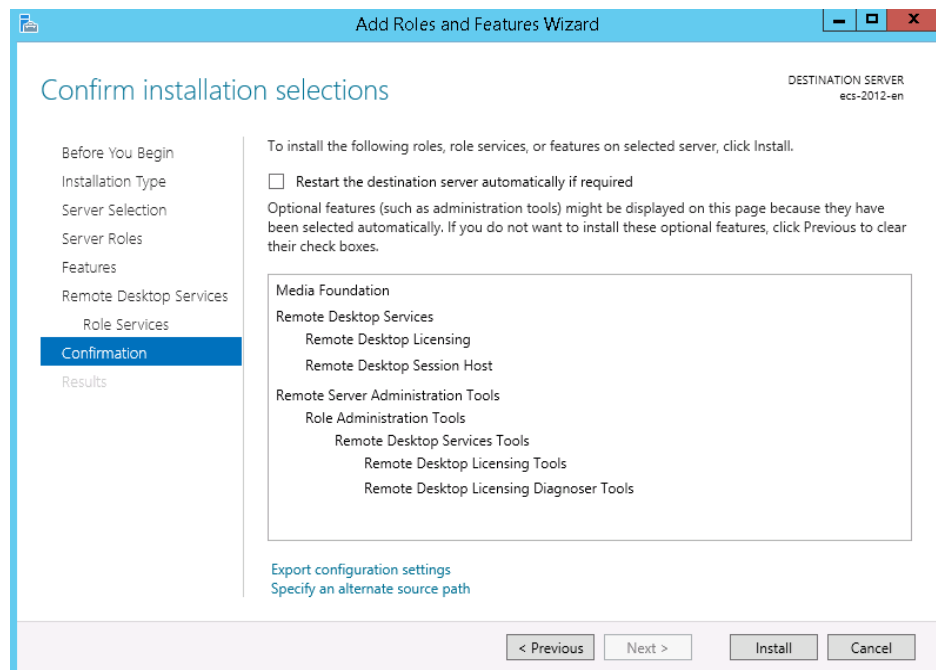 Add Roles and Features Wizard
Confirm installation selections
DESTINATION SERVER
ecs-2012-en
Before You Begin
Installation Type
Server Selection
Server Roles
Features
Remote Desktop Services
Role Services
Confirmation
Results
To install the following roles, role services, or features on selected server, click Install.
Restart the destination server automatically if required
Optional features (such as administration tools) might be displayed on this page because they have
been selected automatically. If you do not want to install these optional features, click Previous to clear
their check boxes.
Media Foundation
Remote Desktop Services
Remote Desktop Licensing
Remote Desktop Session Host
Remote Server Administration Tools
Role Administration Tools
Remote Desktop Services Tools
Remote Desktop Licensing Tools
Remote Desktop Licensing Diagnoser Tools
Export configuration settings
Specify an alternate source path
< Previous
Next >
Install
Cancel